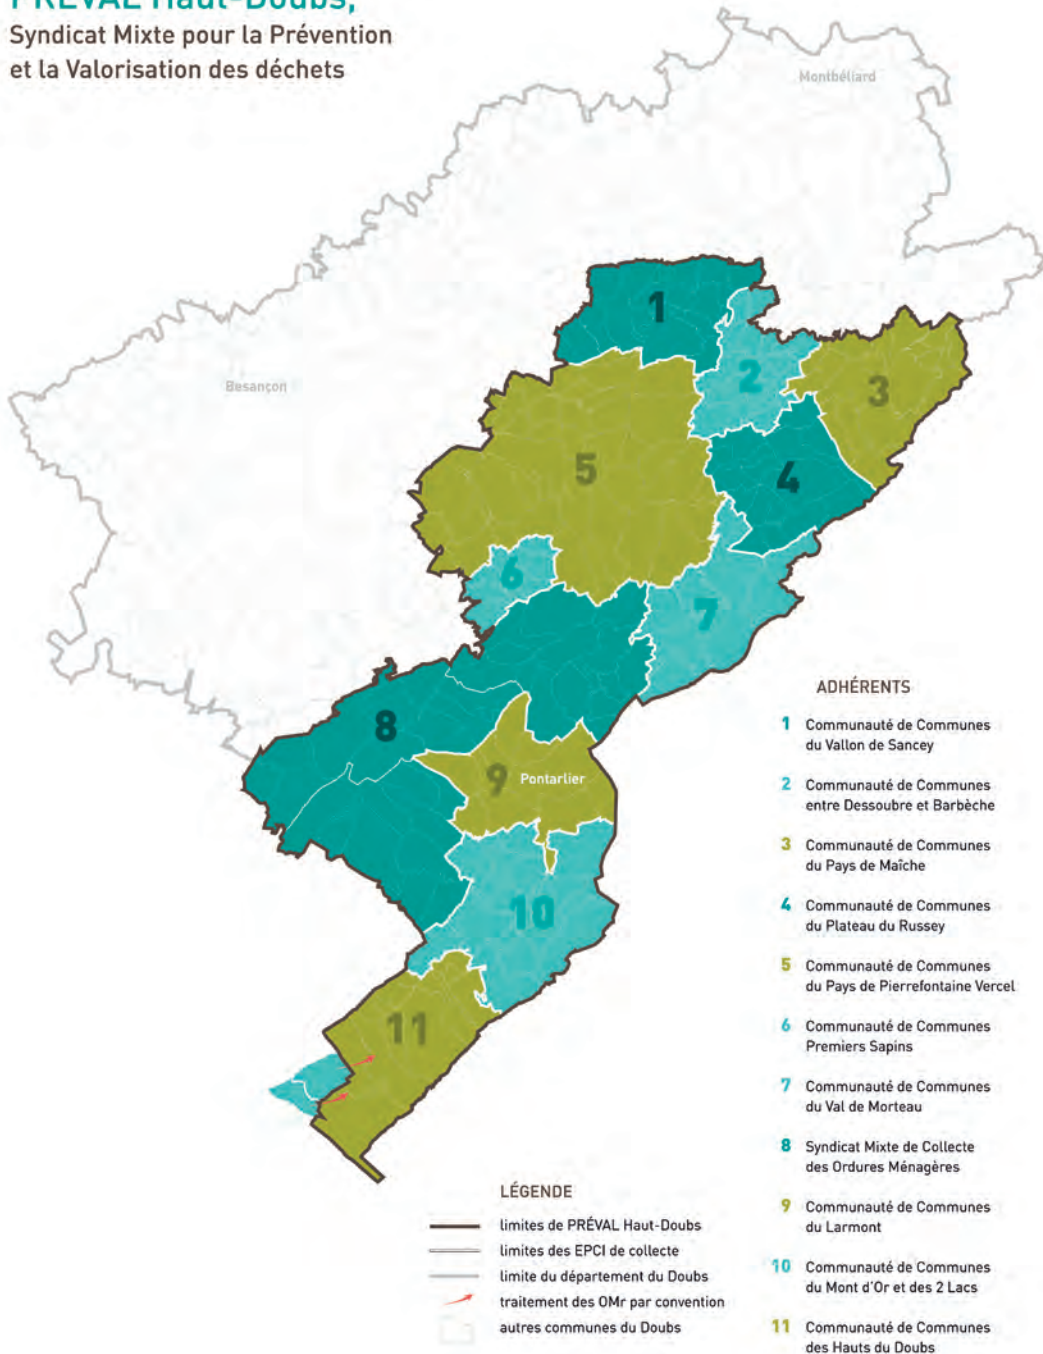 PRÉVAL Haut-Doubs,
Syndicat Mixte pour la Prévention
et la Valorisation des déchets
Montbéliard
Besançon
1
2
3
4
5
6
7
8
9 Pontarlier
10
11
ADHÉRENTS
1 Communauté de Communes
du Vallon de Sancey
2 Communauté de Communes
entre Dessoubre et Barbèche
3 Communauté de Communes
du Pays de Maîche
4 Communauté de Communes
du Plateau du Russey
5 Communauté de Communes
du Pays de Pierrefontaine Vercel
6 Communauté de Communes
Premiers Sapins
7 Communauté de Communes
du Val de Morteau
8 Syndicat Mixte de Collecte
des Ordures Ménagères
9 Communauté de Communes
du Larmont
10 Communauté de Communes
du Mont d'Or et des 2 Lacs
11 Communauté de Communes
des Hauts du Doubs
LÉGENDE
limites de PRÉVAL Haut-Doubs
limites des EPCI de collecte
limite du département du Doubs
traitement des OMr par convention
autres communes du Doubs